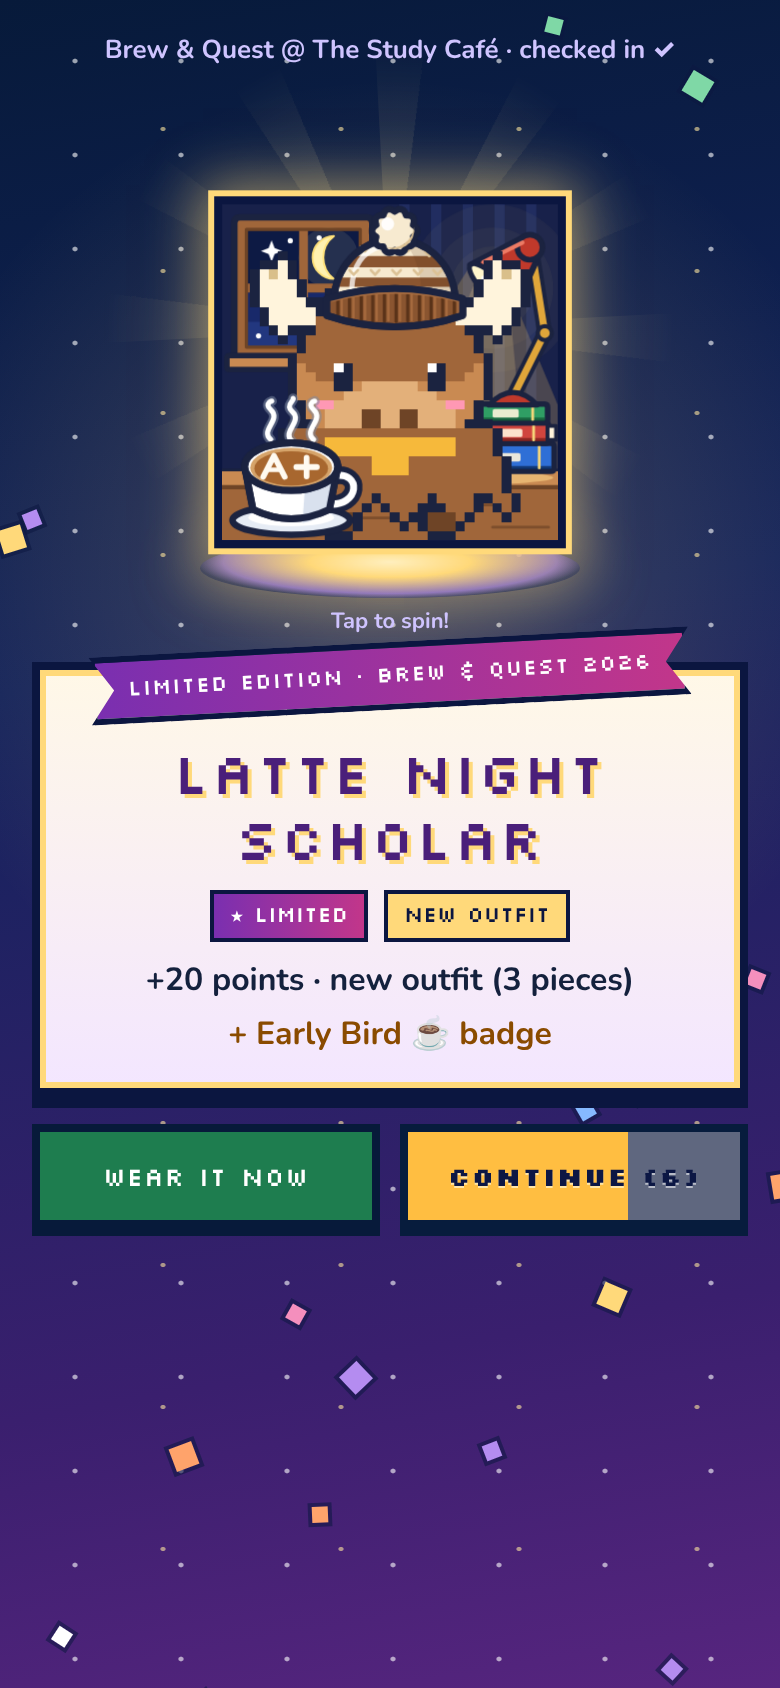 Brew & Quest @ The Study Café · checked in ✔
A+
Tap to spin!
LIMITED EDITION · BREW & QUEST 2026
LATTE NIGHT
SCHOLAR
★ LIMITED
NEW OUTFIT
+20 points · new outfit (3 pieces)
+ Early Bird ☕ badge
WEAR IT NOW
CONTINUE (6)